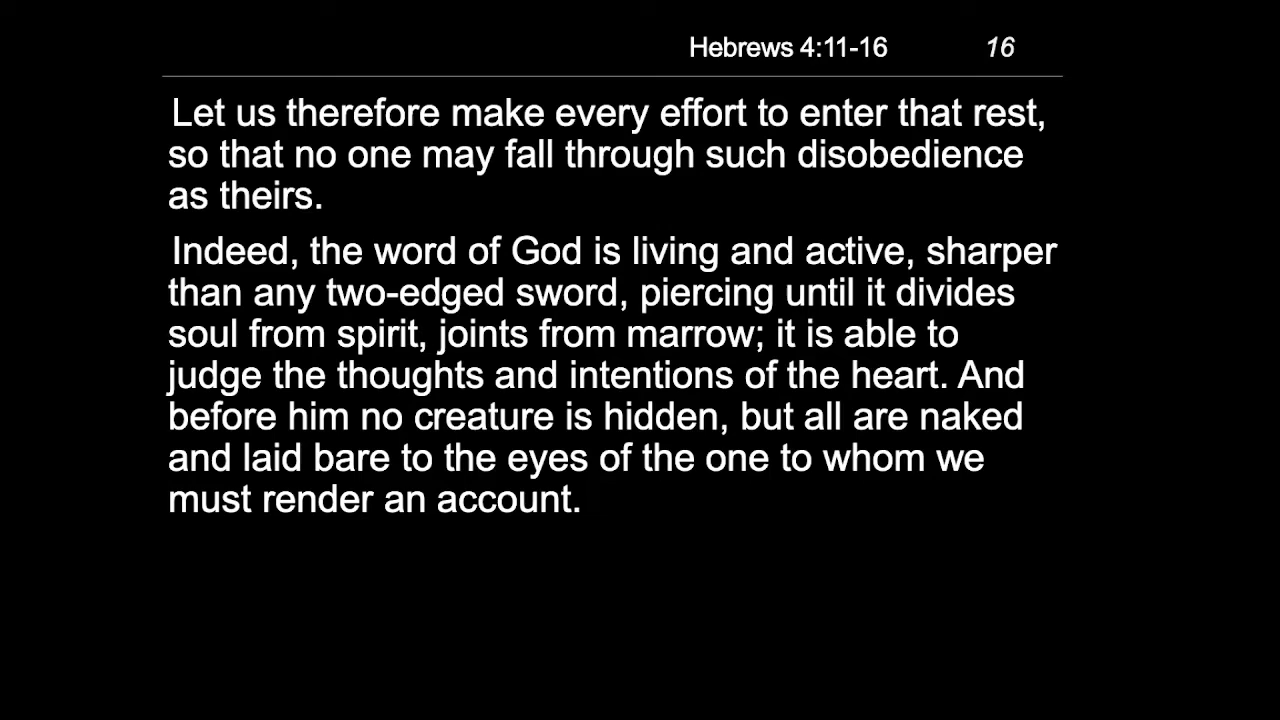 Hebrews 4:11-16 16
Let us therefore make every effort to enter that rest,
so that no one may fall through such disobedience
as theirs.
Indeed, the word of God is living and active, sharper
than any two-edged sword, piercing until it divides
soul from spirit, joints from marrow; it is able to
judge the thoughts and intentions of the heart. And
before him no creature is hidden, but all are naked
and laid bare to the eyes of the one to whom we
must render an account.